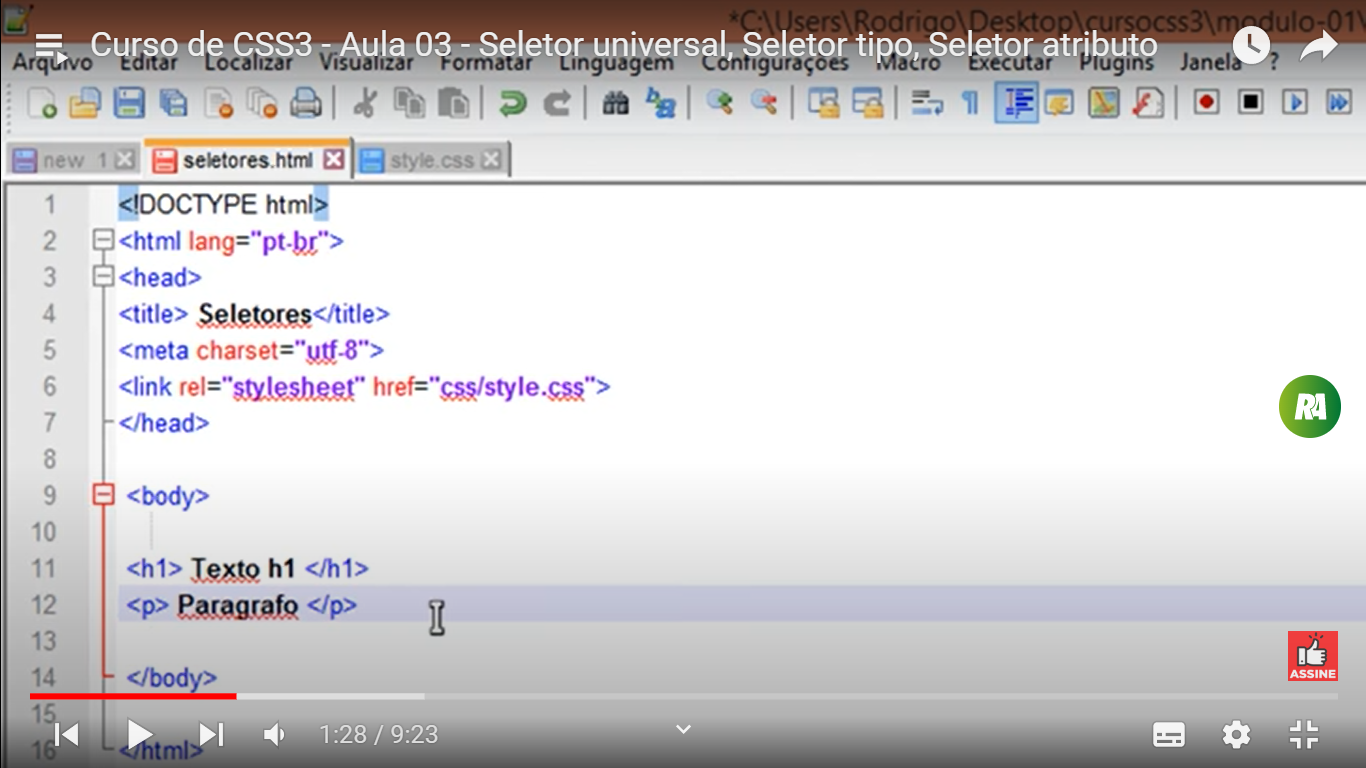 *C:\Users\Rodrigo\Desktop\cursocss3\modulo-01\
Curso de CSS3 - Aula 03 - Seletor universal, Seletor tipo, Seletor atributo
Arquivo Editar Localizar Visualizar Formatar Linguagem Configurações Macro Executar Plugins Janela ?
new 1 seletores.html style.css
1 <!DOCTYPE html>
2 <html lang="pt-br">
3 <head>
4 <title> Seletores</title>
5 <meta charset="utf-8">
6 <link rel="stylesheet" href="css/style.css">
7 </head>
RA
8
9 <body>
10
11 <h1> Texto h1 </h1>
12 <p> Paragrafo </p>
13
ASSINE
14 </body>
15
1:28 / 9:23
16 </html>